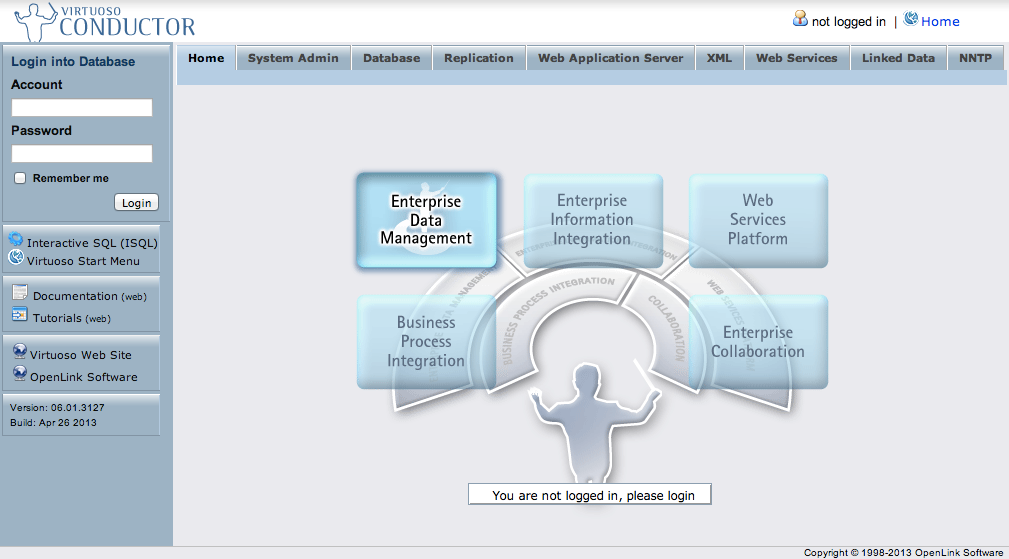 VIRTUOSO
CONDUCTOR
not logged in | Home
Home System Admin Database Replication Web Application Server XML Web Services Linked Data NNTP
Login into Database
Account
Password
Remember me
Login
Interactive SQL (ISQL)
Virtuoso Start Menu
Documentation (web)
Tutorials (web)
Virtuoso Web Site
OpenLink Software
Version: 06.01.3127
Build: Apr 26 2013
Enterprise
Data
Management
Enterprise
Information
Integration
Web
Services
Platform
Business
Process
Integration
Enterprise
Collaboration
BUSINESS PROCESS INTEGRATION
COLLABORATION
You are not logged in, please login
Copyright © 1998-2013 OpenLink Software